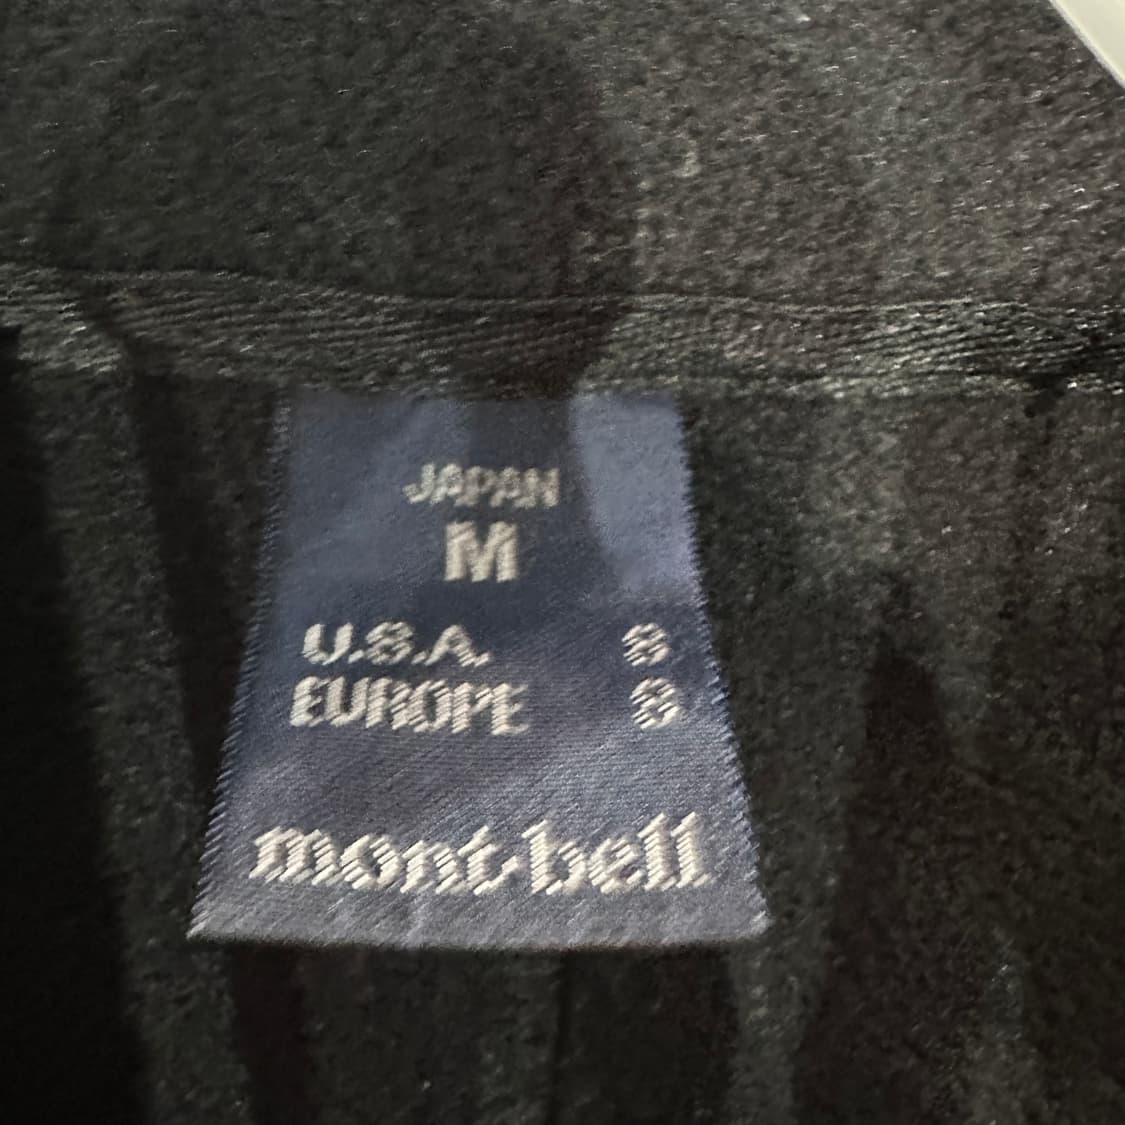 JAPAN
M
U.S.A. S
EUROPE S
mont-bell